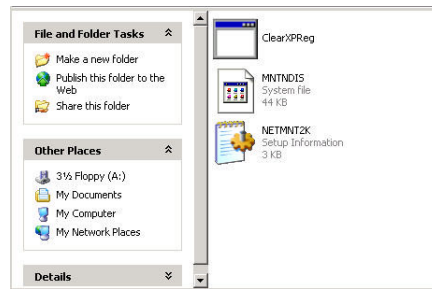 File and Folder Tasks
Make a new folder
Publish this folder to the
Web
Share this folder
Other Places
3½ Floppy (A:)
My Documents
My Computer
My Network Places
Details
ClearXPReg
MNTNDIS
System file
44 KB
NETMNT2K
Setup Information
3 KB